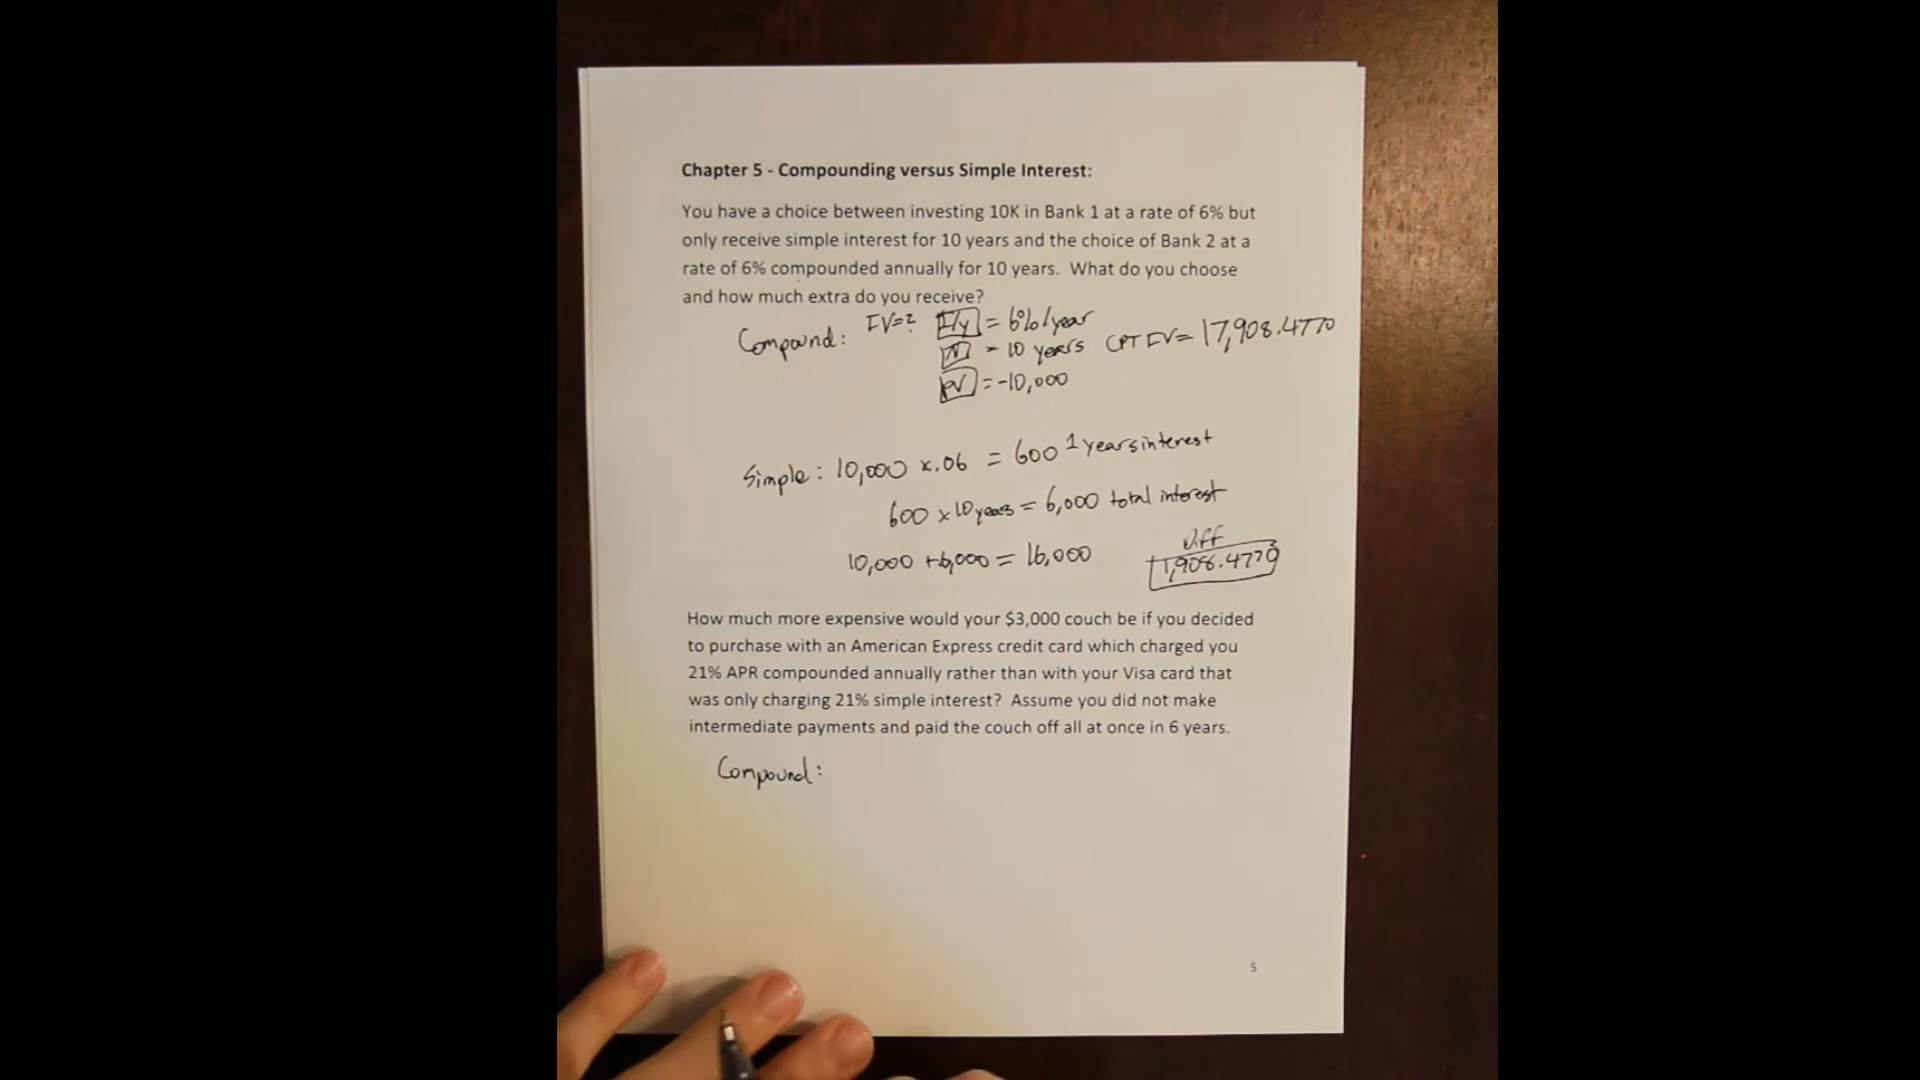 Chapter 5 - Compounding versus Simple Interest:
You have a choice between investing 10K in Bank 1 at a rate of 6% but
only receive simple interest for 10 years and the choice of Bank 2 at a
rate of 6% compounded annually for 10 years. What do you choose
and how much extra do you receive?
Compound: FV=? I/y = 6%/year
N = 10 years CPT FV= 17,908.4770
PV = -10,000
Simple: 10,000 x .06 = 600 1 years interest
600 x 10 years = 6,000 total interest
10,000 + 6,000 = 16,000
Diff
1,908.4770
How much more expensive would your $3,000 couch be if you decided
to purchase with an American Express credit card which charged you
21% APR compounded annually rather than with your Visa card that
was only charging 21% simple interest? Assume you did not make
intermediate payments and paid the couch off all at once in 6 years.
Compound:
5